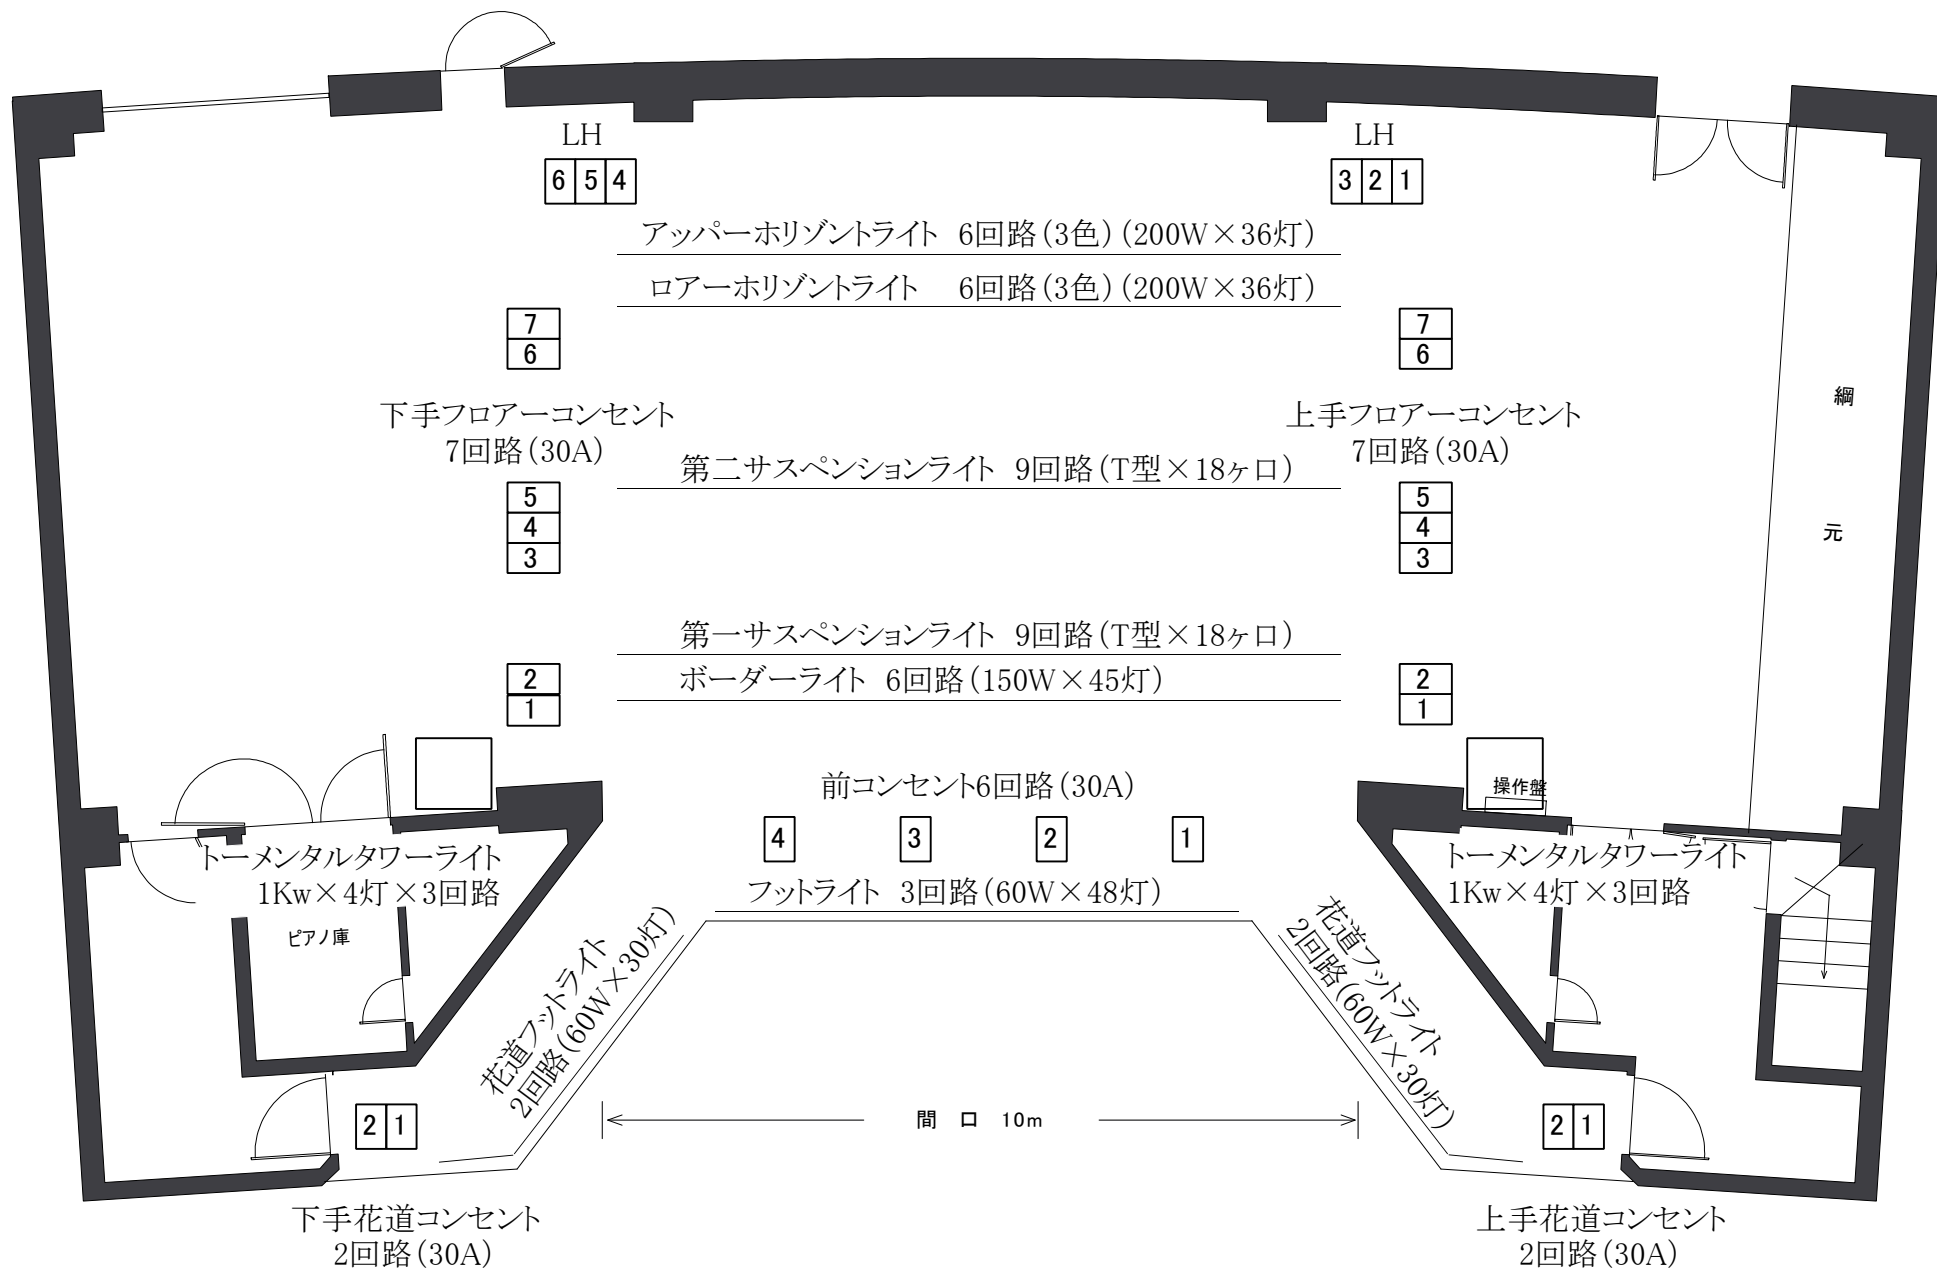 LH
LH
6 5 4
3 2 1
アッパーホリゾントライト 6回路(3色)(200W×36灯)
ロアーホリゾントライト 6回路(3色)(200W×36灯)
7
6
7
6
綱
元
下手フロアーコンセント
7回路(30A)
上手フロアーコンセント
7回路(30A)
第二サスペンションライト 9回路(T型×18ヶ口)
5
4
3
5
4
3
第一サスペンションライト 9回路(T型×18ヶ口)
ボーダーライト 6回路(150W×45灯)
2
1
2
1
操作盤
前コンセント6回路(30A)
4 3 2 1
フットライト 3回路(60W×48灯)
トーメンタルタワーライト
1Kw×4灯×3回路
トーメンタルタワーライト
1Kw×4灯×3回路
ピアノ庫
花道フットライト
2回路(60W×30灯)
花道フットライト
2回路(60W×30灯)
間 口 10m
2 1
2 1
下手花道コンセント
2回路(30A)
上手花道コンセント
2回路(30A)